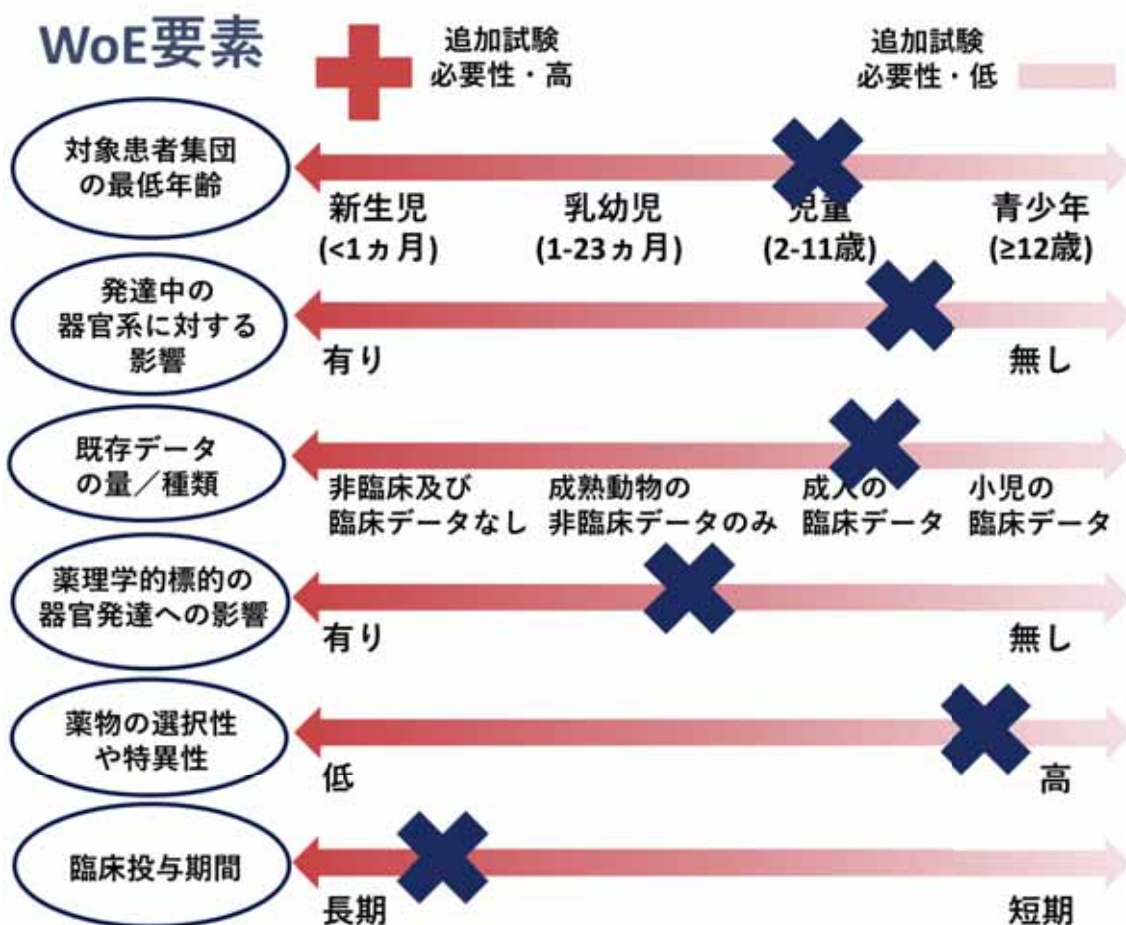 WoE要素
追加試験
必要性・高
追加試験
必要性・低
対象患者集団
の最低年齢
新生児
(<1ヵ月)
乳幼児
(1-23ヵ月)
児童
(2-11歳)
青少年
(≥12歳)
発達中の
器官系に対する
影響
有り
無し
既存データ
の量/種類
非臨床及び
臨床データなし
成熟動物の
非臨床データのみ
成人の
臨床データ
小児の
臨床データ
薬理学的標的の
器官発達への影響
有り
無し
薬物の選択性
や特異性
低
高
臨床投与期間
長期
短期